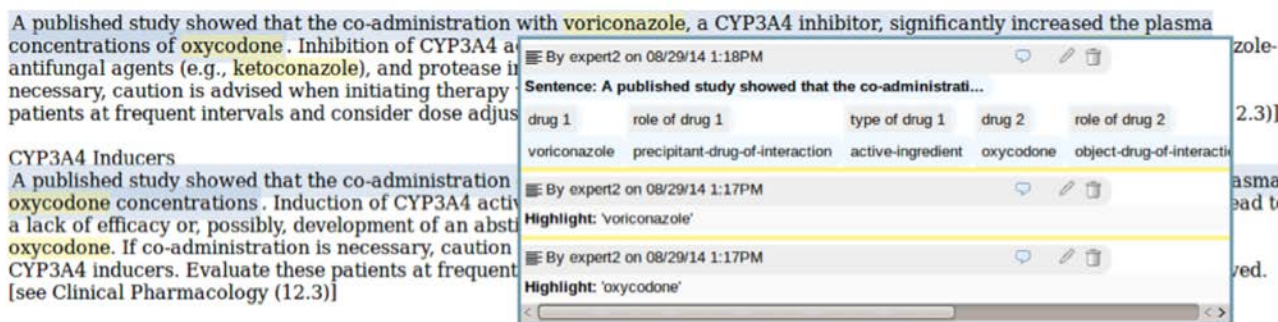 A published study showed that the co-administration with voriconazole, a CYP3A4 inhibitor, significantly increased the plasma
concentrations of oxycodone. Inhibition of CYP3A4 a
zole-
antifungal agents (e.g., ketoconazole), and protease in
necessary, caution is advised when initiating therapy
patients at frequent intervals and consider dose adjus
2.3)]
CYP3A4 Inducers
A published study showed that the co-administration
asma
oxycodone concentrations. Induction of CYP3A4 activ
ead to
a lack of efficacy or, possibly, development of an absti
oxycodone. If co-administration is necessary, caution
CYP3A4 inducers. Evaluate these patients at frequent
ved.
[see Clinical Pharmacology (12.3)]
By expert2 on 08/29/14 1:18PM
Sentence: A published study showed that the co-administrati...
drug 1 role of drug 1 type of drug 1 drug 2 role of drug 2
voriconazole precipitant-drug-of-interaction active-ingredient oxycodone object-drug-of-interacti
By expert2 on 08/29/14 1:17PM
Highlight: 'voriconazole'
By expert2 on 08/29/14 1:17PM
Highlight: 'oxycodone'